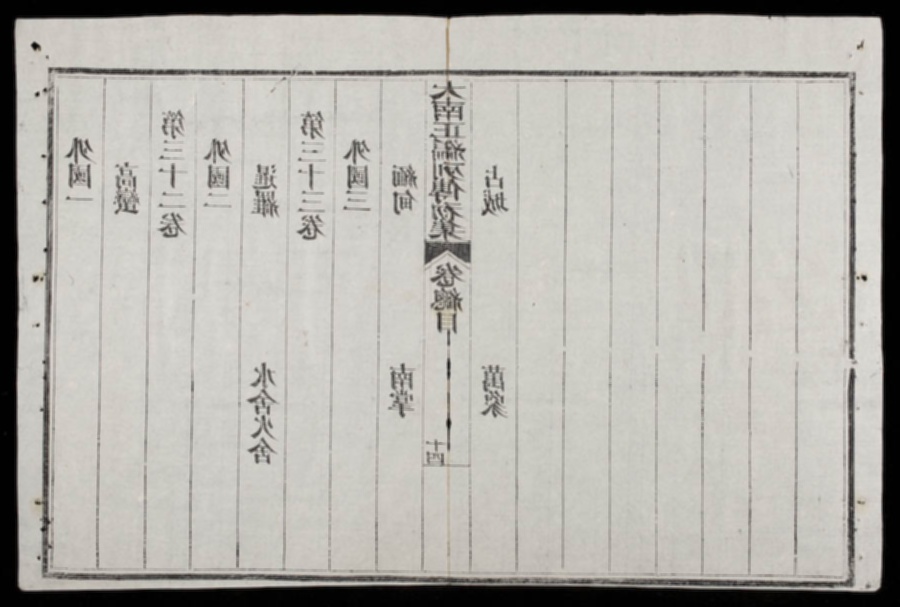 外國一
高蠻
第三十二卷
外國二
暹羅　水舍火舍
第三十三卷
外國三
緬甸　南掌
大南正編列傳初集　卷總目　十四
占城　萬象